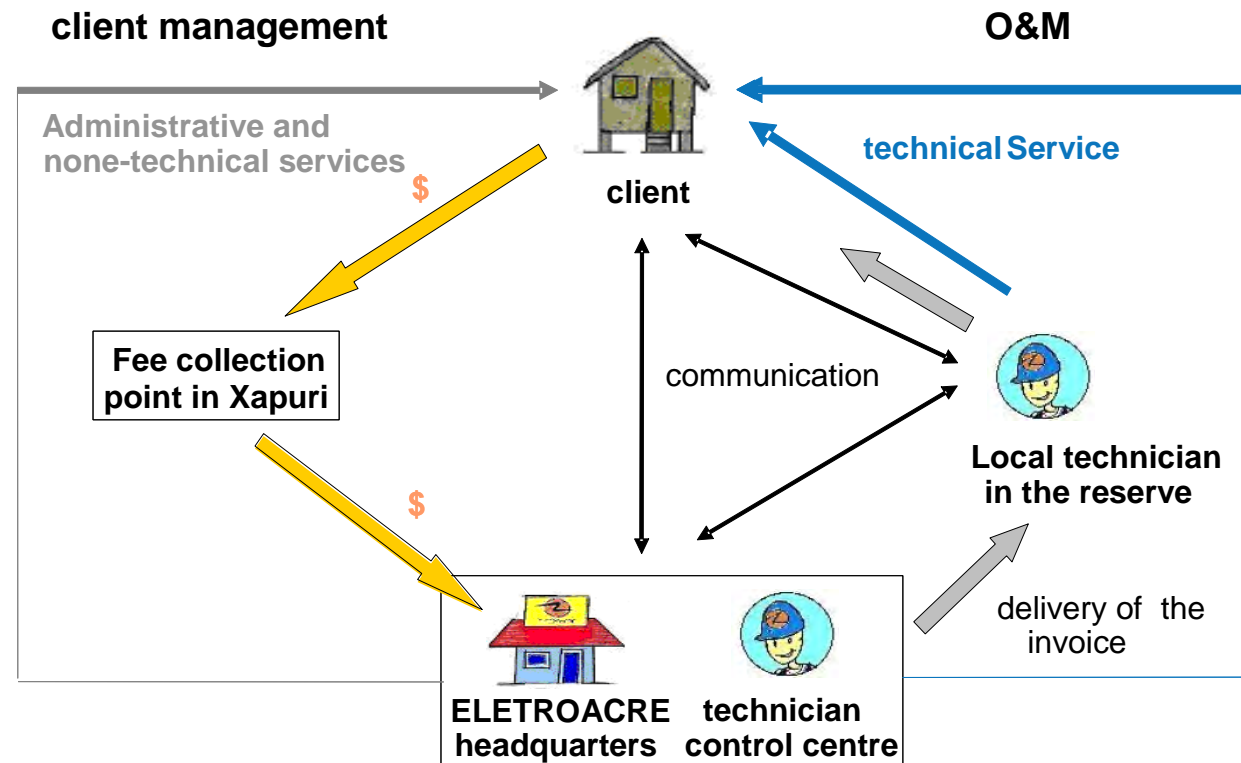 client management
O&M
Administrative and
none-technical services
technical Service
$
client
Fee collection
point in Xapuri
communication
Local technician
in the reserve
$
delivery of the
invoice
ELETROACRE
headquarters
technician
control centre